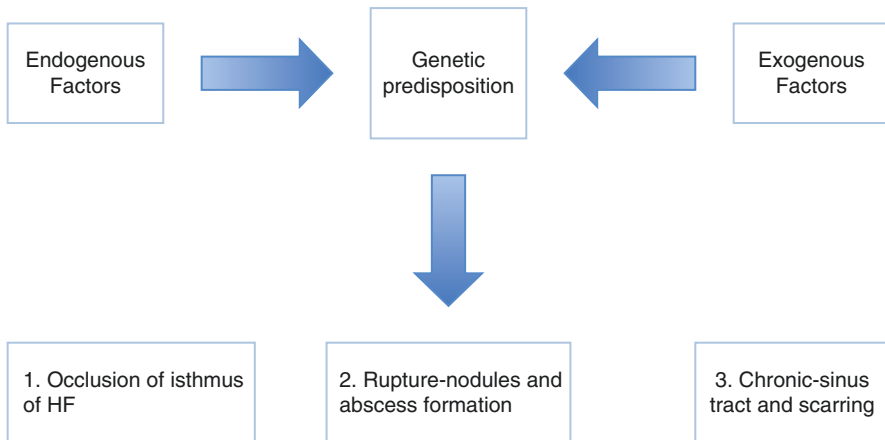 Endogenous
Factors
Genetic
predisposition
Exogenous
Factors
1. Occlusion of isthmus
of HF
2. Rupture-nodules and
abscess formation
3. Chronic-sinus
tract and scarring